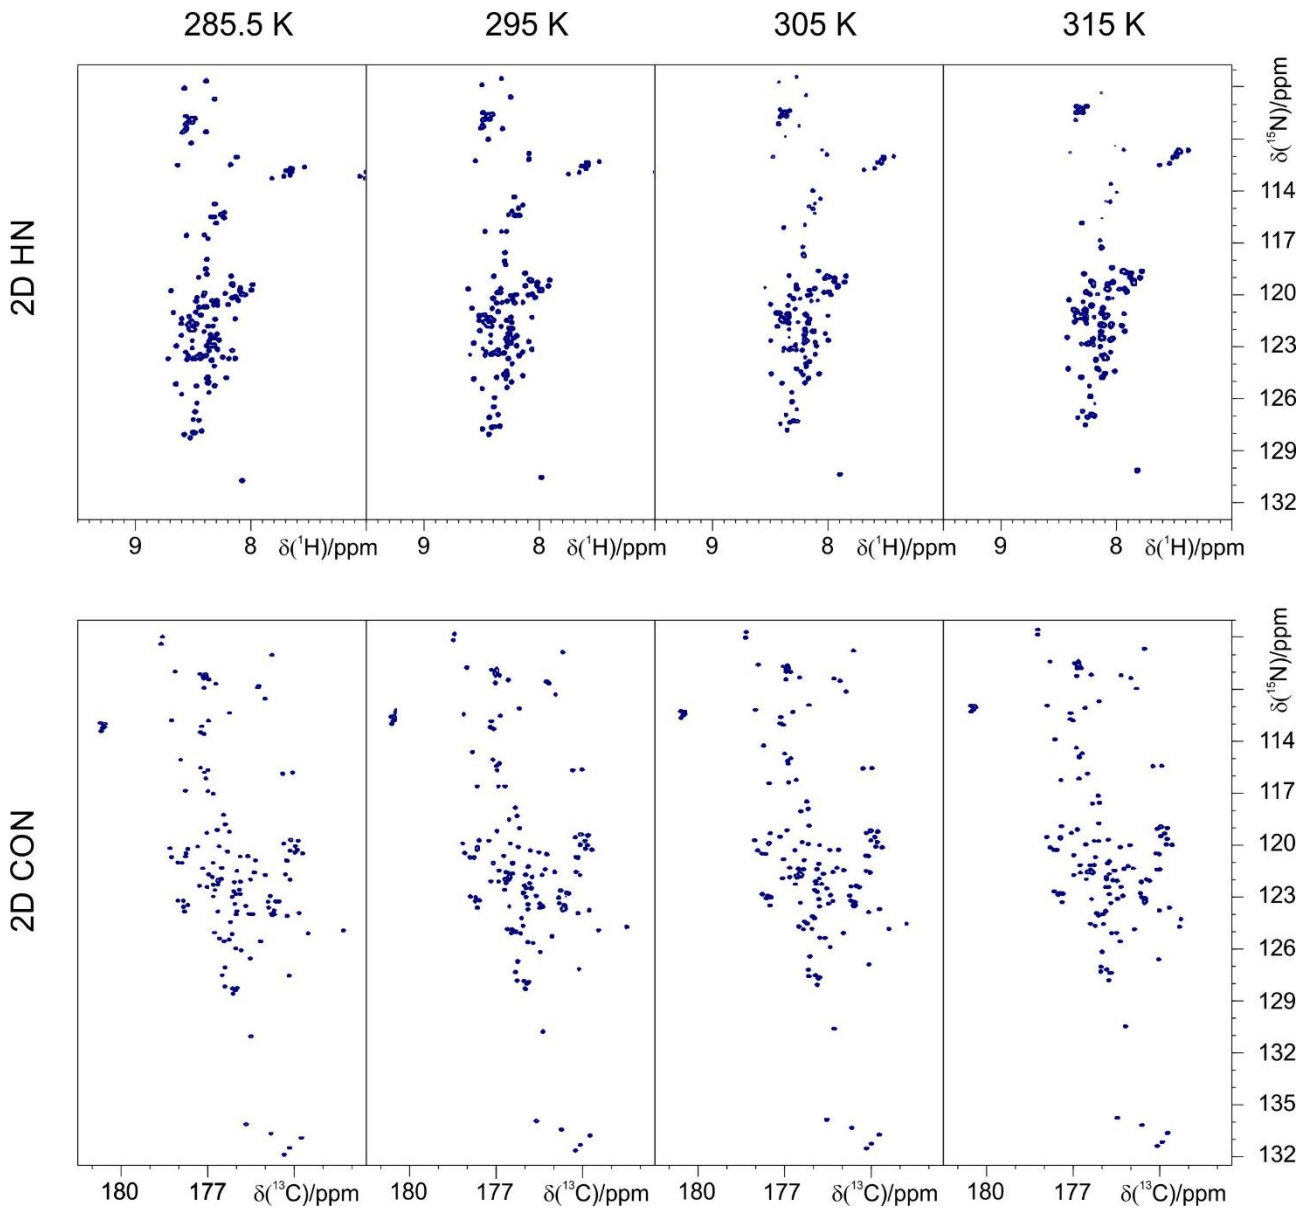 285.5 K 295 K 305 K 315 K
2D HN
δ(¹⁵N)/ppm
114
117
120
123
126
129
132
9 8 δ(¹H)/ppm 9 8 δ(¹H)/ppm 9 8 δ(¹H)/ppm 9 8 δ(¹H)/ppm
2D CON
δ(¹⁵N)/ppm
114
117
120
123
126
129
132
135
132
180 177 δ(¹³C)/ppm 180 177 δ(¹³C)/ppm 180 177 δ(¹³C)/ppm 180 177 δ(¹³C)/ppm